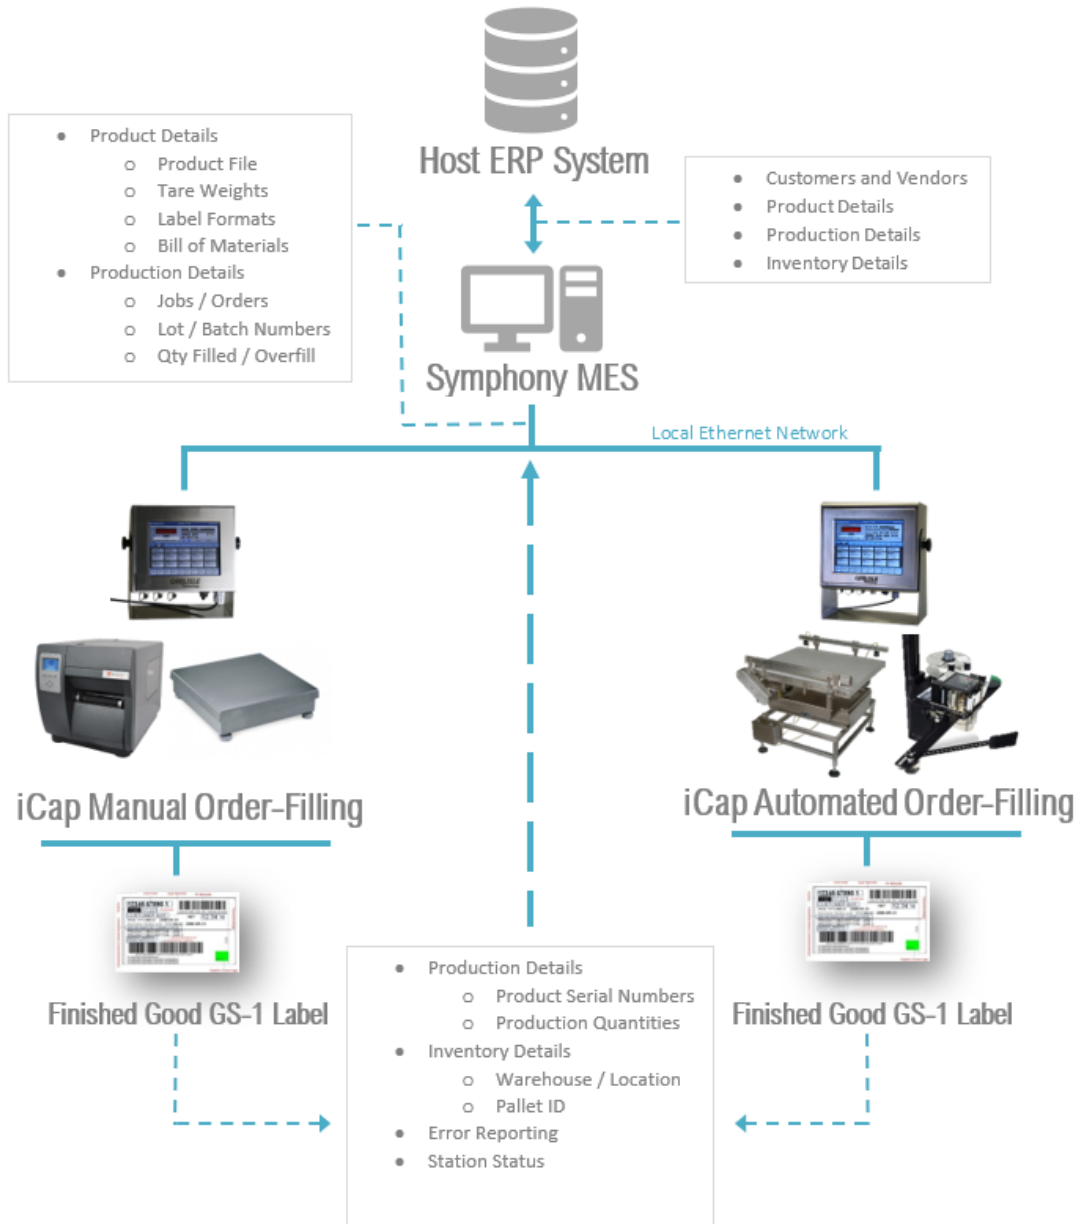 Host ERP System
Product Details
Product File
Tare Weights
Label Formats
Bill of Materials
Production Details
Jobs / Orders
Lot / Batch Numbers
Qty Filled / Overfill
Customers and Vendors
Product Details
Production Details
Inventory Details
Symphony MES
Local Ethernet Network
iCap Manual Order-Filling
iCap Automated Order-Filling
Finished Good GS-1 Label
Finished Good GS-1 Label
Production Details
Product Serial Numbers
Production Quantities
Inventory Details
Warehouse / Location
Pallet ID
Error Reporting
Station Status